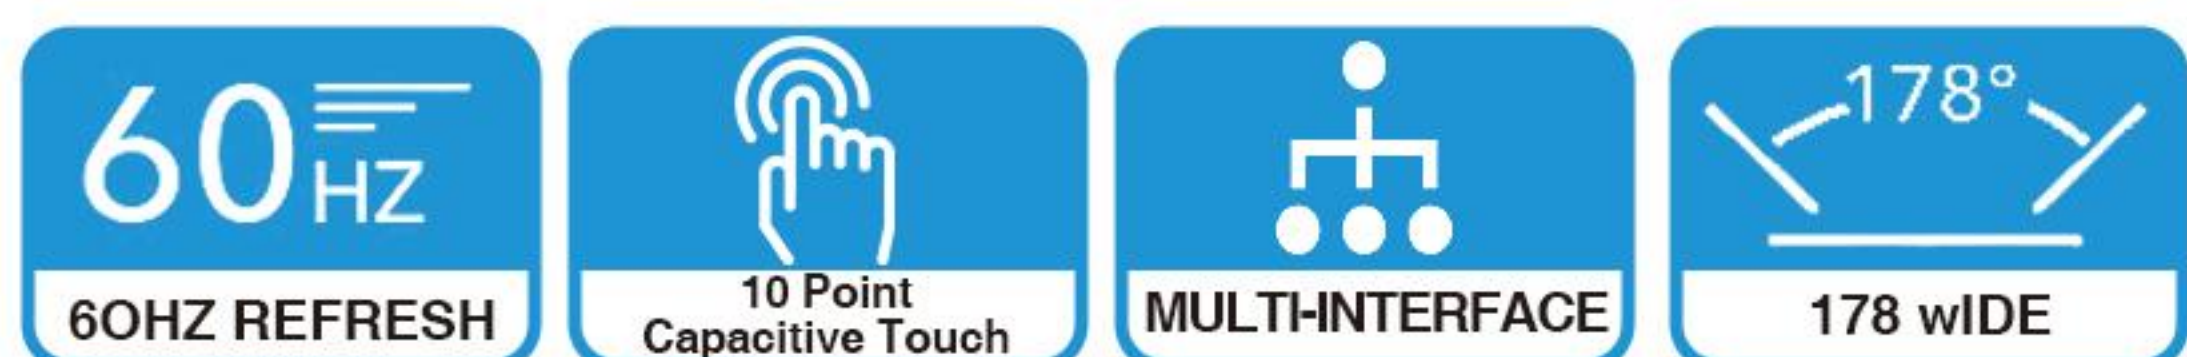 60 HZ
6OHZ REFRESH
10 Point
Capacitive Touch
MULTI-INTERFACE
178°
178 wIDE